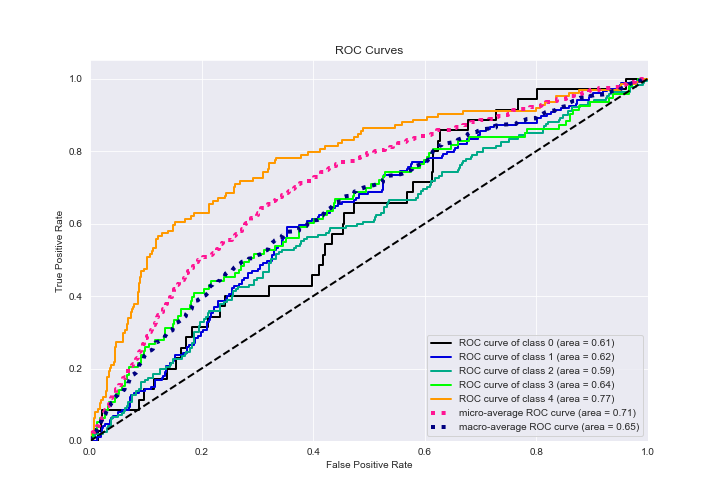 ROC Curves
1.0
0.8
0.6
0.4
0.2
0.0
True Positive Rate
ROC curve of class 0 (area = 0.61)
ROC curve of class 1 (area = 0.62)
ROC curve of class 2 (area = 0.59)
ROC curve of class 3 (area = 0.64)
ROC curve of class 4 (area = 0.77)
micro-average ROC curve (area = 0.71)
macro-average ROC curve (area = 0.65)
0.0 0.2 0.4 0.6 0.8 1.0
False Positive Rate